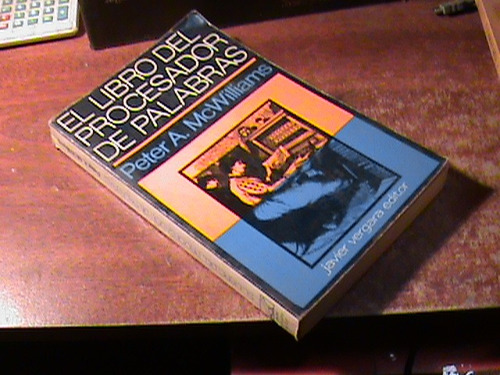 EL LIBRO DEL
PROCESADOR
DE PALABRAS
Peter A. McWilliams
javier vergara editor